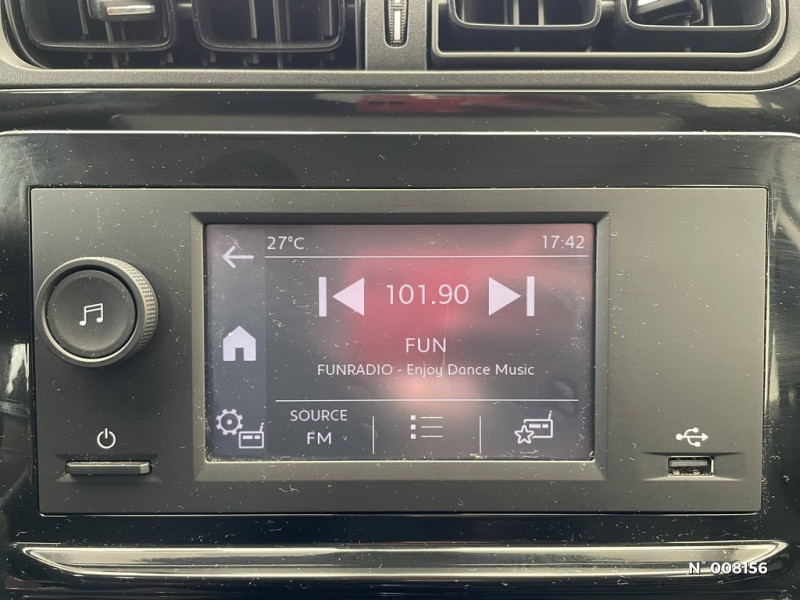 27°C 17:42
101.90
FUN
FUNRADIO - Enjoy Dance Music
SOURCE
FM
N° 008156